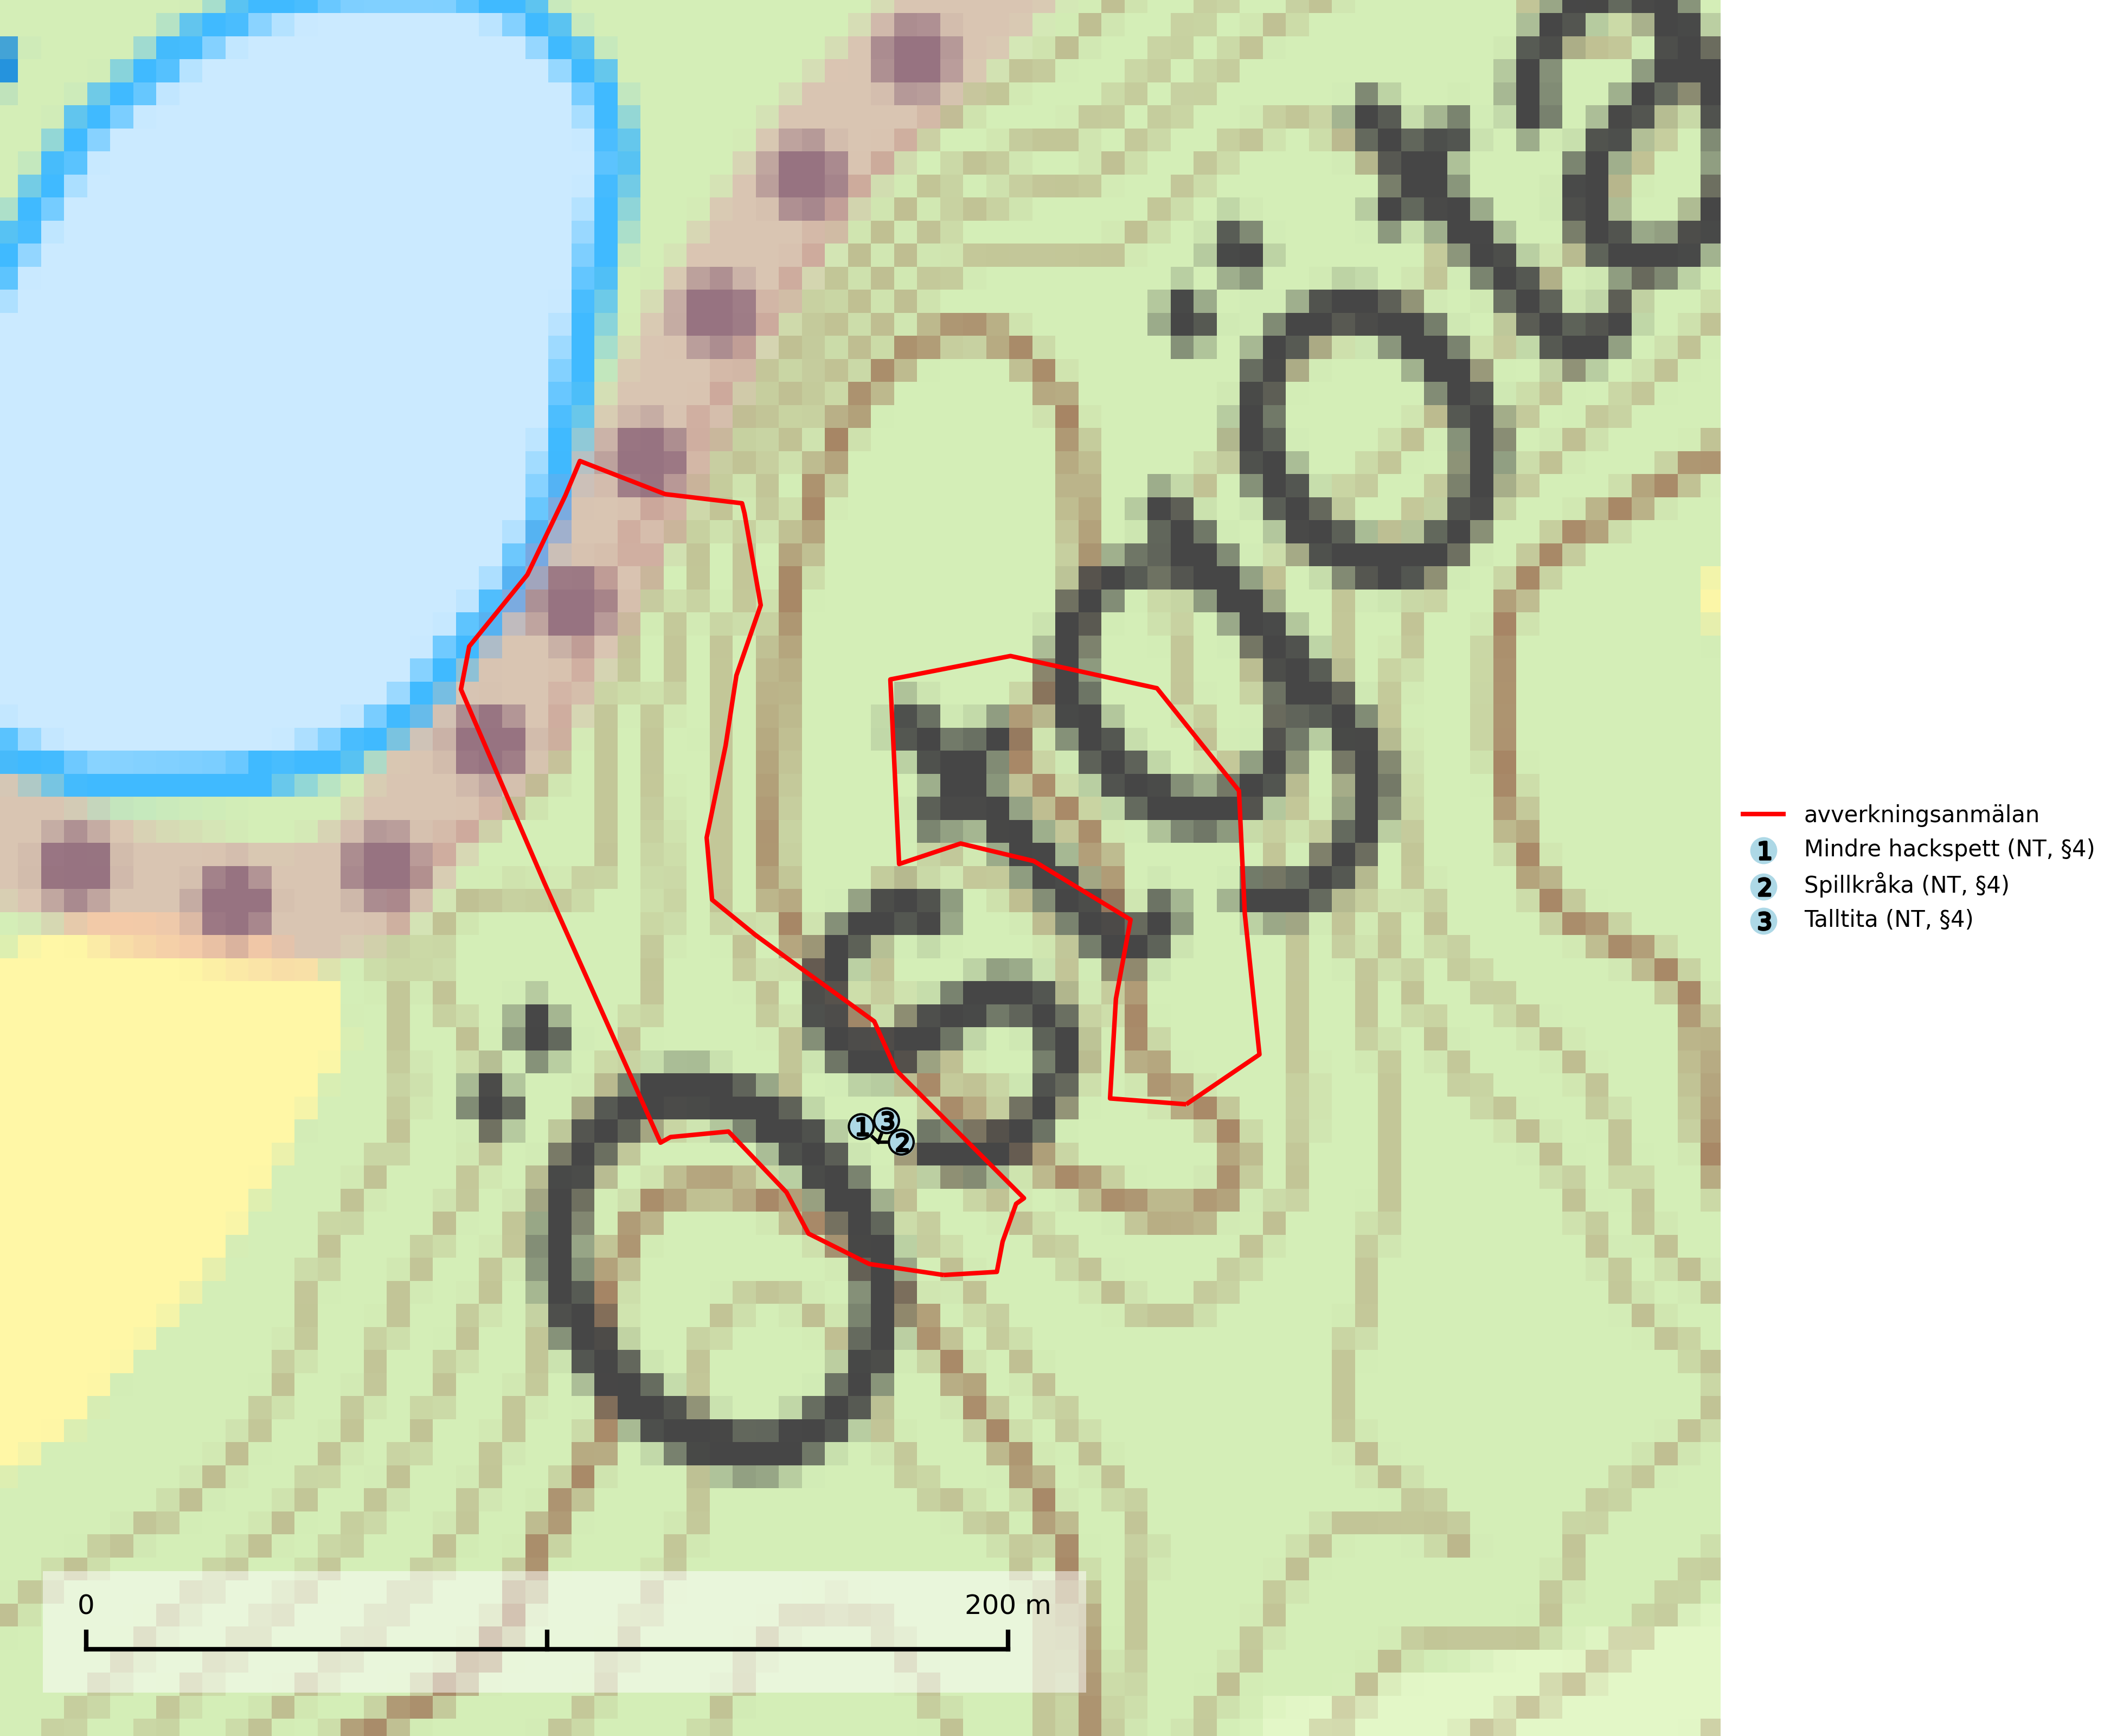 avverkningsanmälan
1 Mindre hackspett (NT, §4)
2 Spillkråka (NT, §4)
3 Talltita (NT, §4)
1 3
2
0 200 m